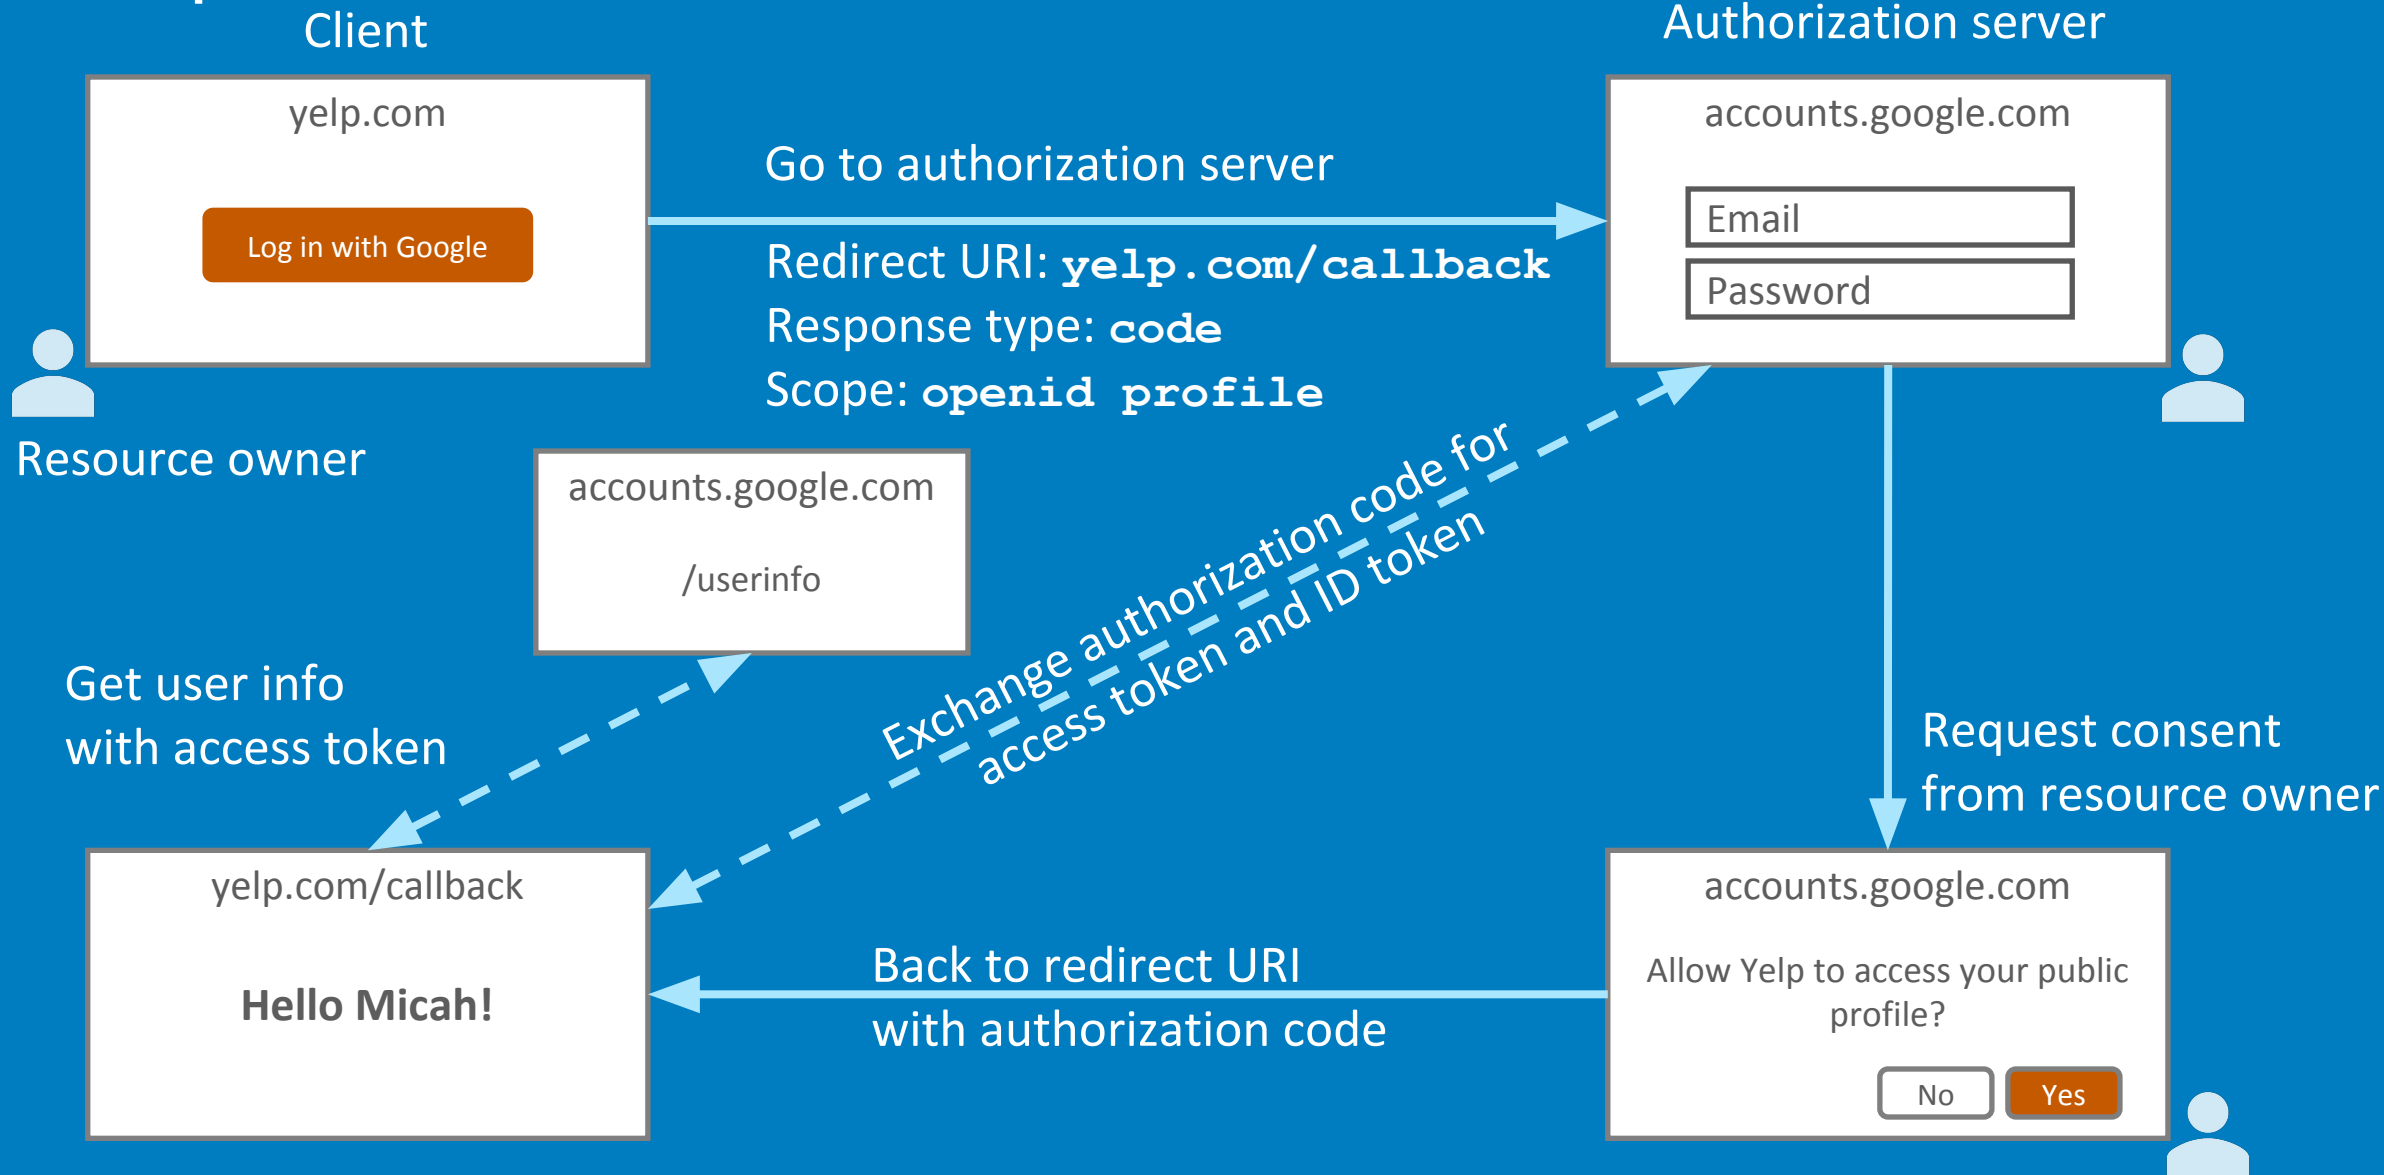 Client
Authorization server
yelp.com
Log in with Google
Go to authorization server
Redirect URI: yelp.com/callback
Response type: code
Scope: openid profile
accounts.google.com
Email
Password
Resource owner
accounts.google.com
/userinfo
Exchange authorization code for
access token and ID token
Get user info
with access token
Request consent
from resource owner
yelp.com/callback
Hello Micah!
Back to redirect URI
with authorization code
accounts.google.com
Allow Yelp to access your public
profile?
No
Yes